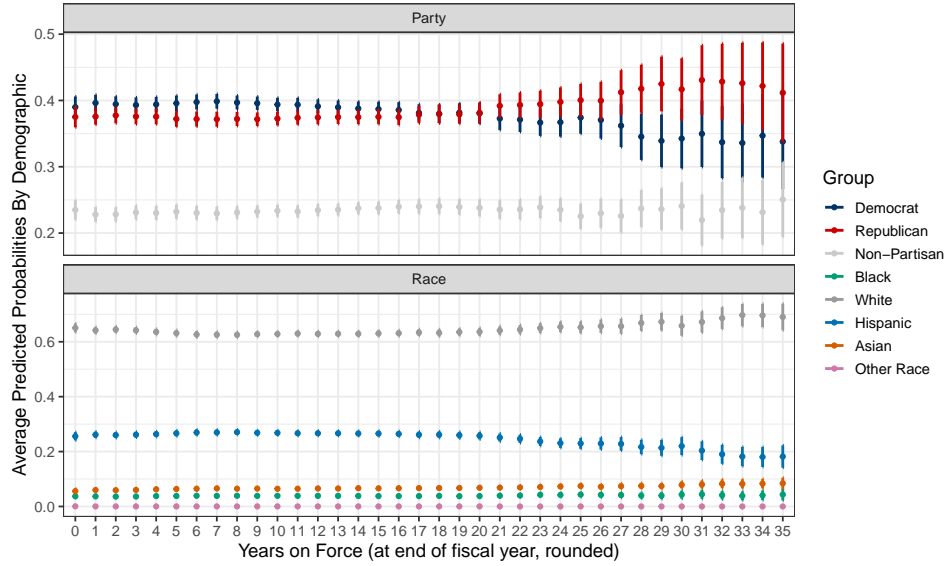 Party
0.5
0.4
0.3
0.2
Race
0.6
0.4
0.2
0.0
0 1 2 3 4 5 6 7 8 9 10 11 12 13 14 15 16 17 18 19 20 21 22 23 24 25 26 27 28 29 30 31 32 33 34 35
Years on Force (at end of fiscal year, rounded)
Average Predicted Probabilities By Demographic
Group
Democrat
Republican
Non−Partisan
Black
White
Hispanic
Asian
Other Race